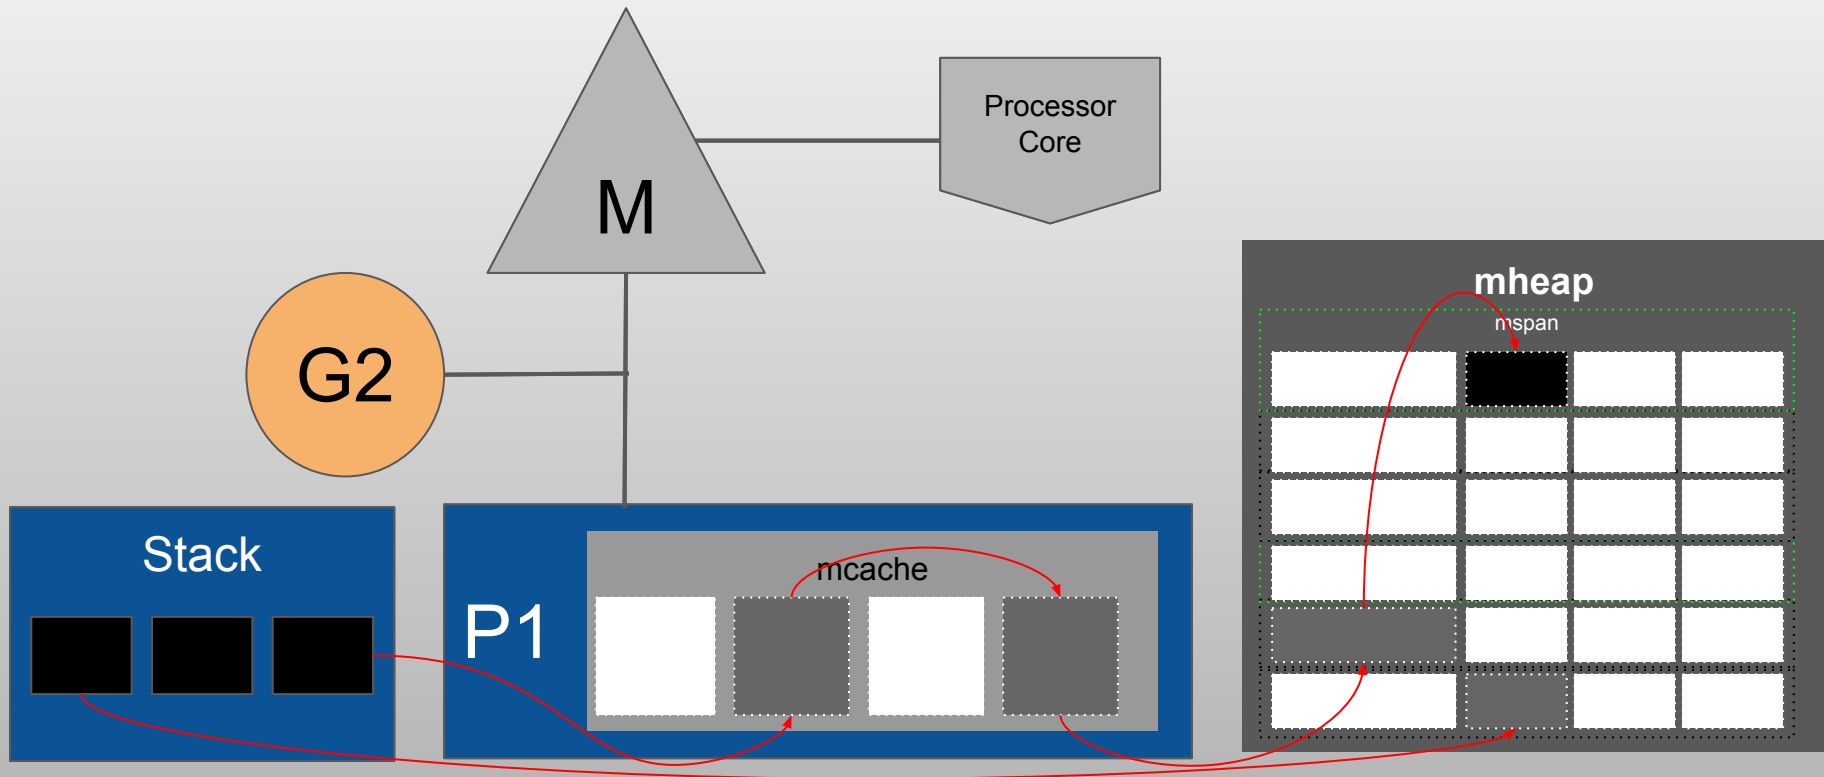 Processor
Core
M
mheap
mspan
G2
Stack
mcache
P1